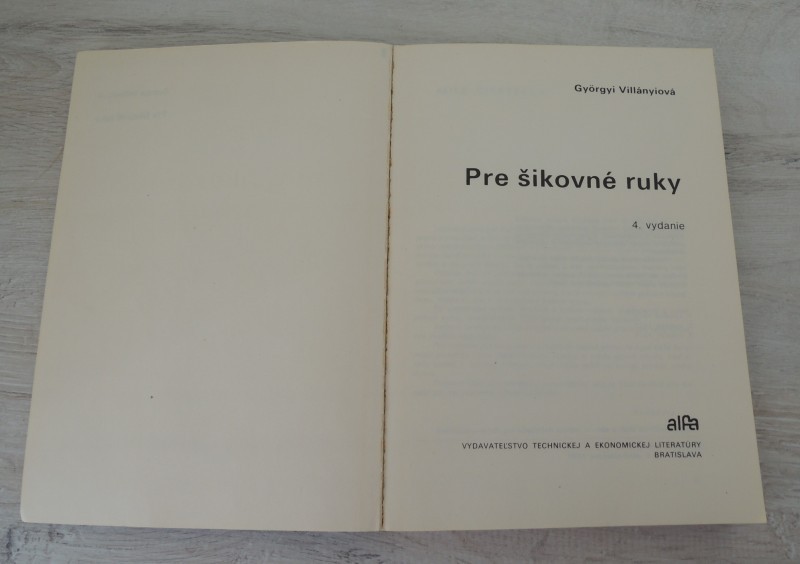 Györgyi Villányiová
Pre šikovné ruky
4. vydanie
alfa
VYDAVATEĽSTVO TECHNICKEJ A EKONOMICKEJ LITERATÚRY
BRATISLAVA